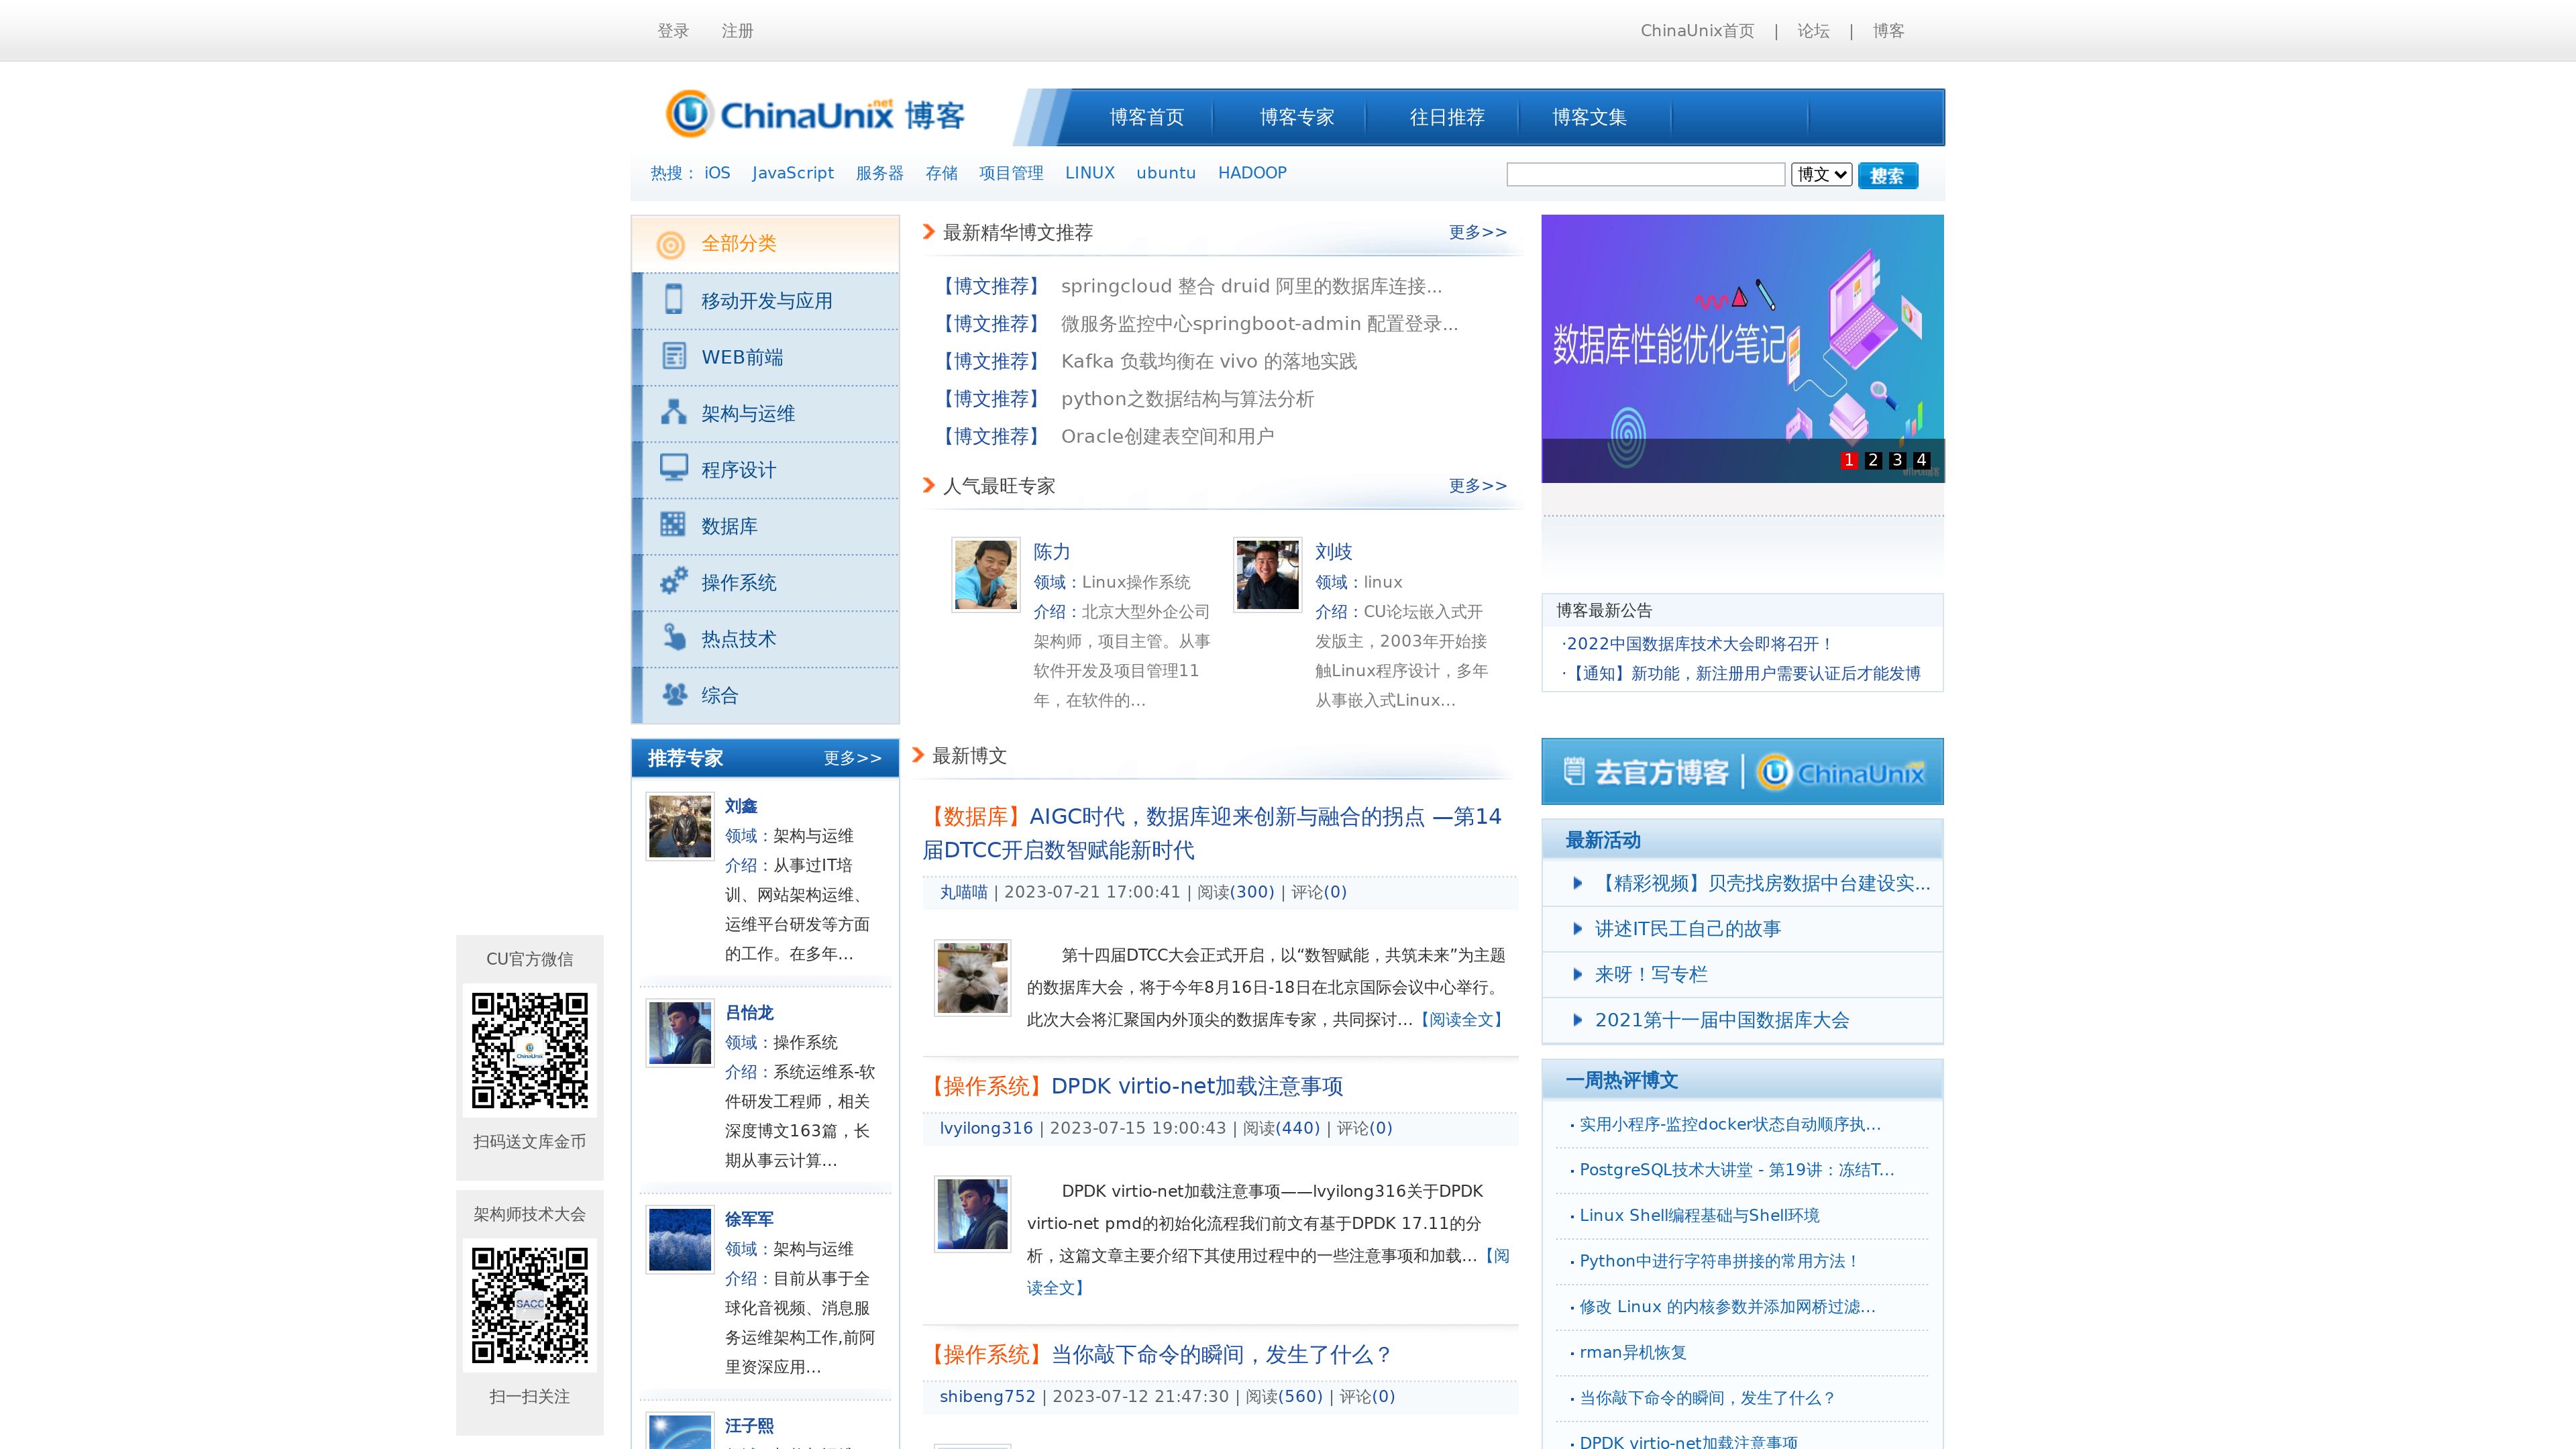 登录 注册
ChinaUnix首页 | 论坛 | 博客
ChinaUnix.net 博客
博客首页 博客专家 往日推荐 博客文集
热搜： iOS JavaScript 服务器 存储 项目管理 LINUX ubuntu HADOOP
博文 搜索
全部分类
移动开发与应用
WEB前端
架构与运维
程序设计
数据库
操作系统
热点技术
综合
最新精华博文推荐 更多>>
【博文推荐】 springcloud 整合 druid 阿里的数据库连接...
【博文推荐】 微服务监控中心springboot-admin 配置登录...
【博文推荐】 Kafka 负载均衡在 vivo 的落地实践
【博文推荐】 python之数据结构与算法分析
【博文推荐】 Oracle创建表空间和用户
人气最旺专家 更多>>
陈力
领域：Linux操作系统
介绍：北京大型外企公司
架构师，项目主管。从事
软件开发及项目管理11
年，在软件的...
刘歧
领域：linux
介绍：CU论坛嵌入式开
发版主，2003年开始接
触Linux程序设计，多年
从事嵌入式Linux...
数据库性能优化笔记
1 2 3 4
博客最新公告
·2022中国数据库技术大会即将召开！
·【通知】新功能，新注册用户需要认证后才能发博
推荐专家 更多>>
刘鑫
领域：架构与运维
介绍：从事过IT培
训、网站架构运维、
运维平台研发等方面
的工作。在多年...
吕怡龙
领域：操作系统
介绍：系统运维系-软
件研发工程师，相关
深度博文163篇，长
期从事云计算...
徐军军
领域：架构与运维
介绍：目前从事于全
球化音视频、消息服
务运维架构工作,前阿
里资深应用...
汪子熙
最新博文
【数据库】AIGC时代，数据库迎来创新与融合的拐点 —第14
届DTCC开启数智赋能新时代
丸喵喵 | 2023-07-21 17:00:41 | 阅读(300) | 评论(0)
第十四届DTCC大会正式开启，以“数智赋能，共筑未来”为主题
的数据库大会，将于今年8月16日-18日在北京国际会议中心举行。
此次大会将汇聚国内外顶尖的数据库专家，共同探讨...【阅读全文】
【操作系统】DPDK virtio-net加载注意事项
lvyilong316 | 2023-07-15 19:00:43 | 阅读(440) | 评论(0)
DPDK virtio-net加载注意事项——lvyilong316关于DPDK
virtio-net pmd的初始化流程我们前文有基于DPDK 17.11的分
析，这篇文章主要介绍下其使用过程中的一些注意事项和加载...【阅
读全文】
【操作系统】当你敲下命令的瞬间，发生了什么？
shibeng752 | 2023-07-12 21:47:30 | 阅读(560) | 评论(0)
去官方博客 | ChinaUnix
最新活动
【精彩视频】贝壳找房数据中台建设实...
讲述IT民工自己的故事
来呀！写专栏
2021第十一届中国数据库大会
一周热评博文
· 实用小程序-监控docker状态自动顺序执...
· PostgreSQL技术大讲堂 - 第19讲：冻结T...
· Linux Shell编程基础与Shell环境
· Python中进行字符串拼接的常用方法！
· 修改 Linux 的内核参数并添加网桥过滤...
· rman异机恢复
· 当你敲下命令的瞬间，发生了什么？
· DPDK virtio-net加载注意事项
CU官方微信
ChinaUnix
扫码送文库金币
架构师技术大会
SACC
扫一扫关注